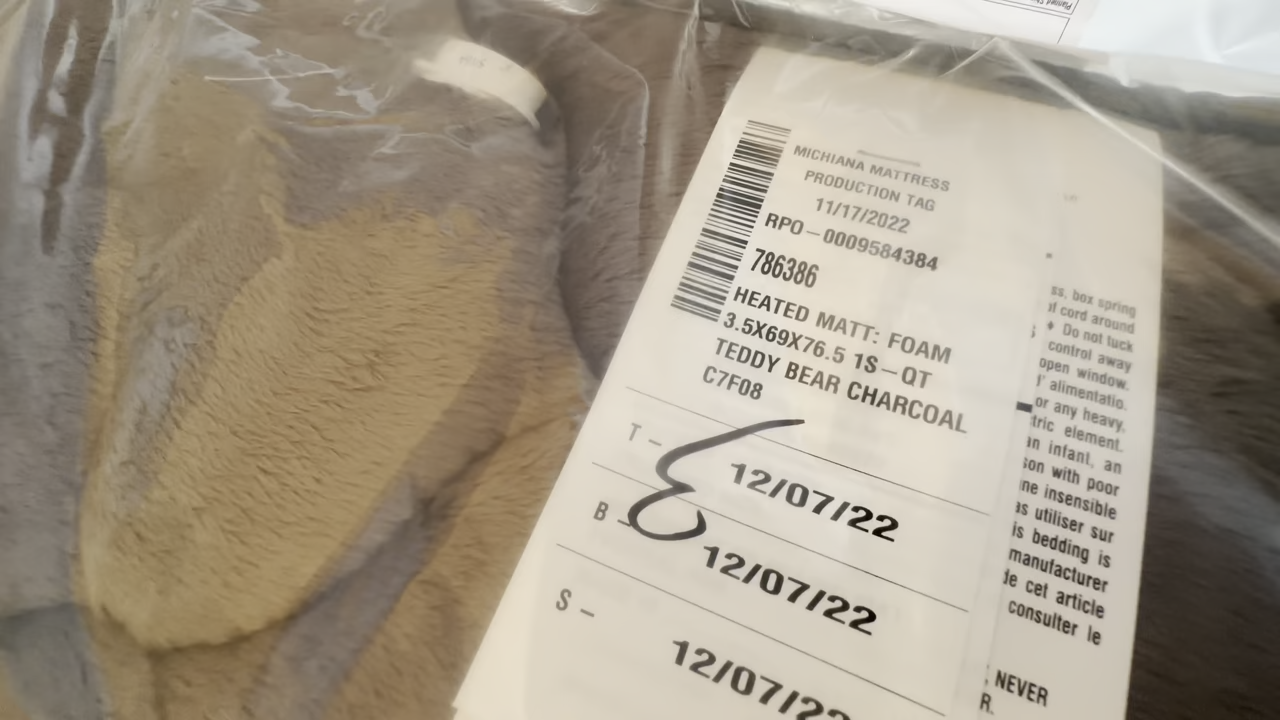 MICHIANA MATTRESS
PRODUCTION TAG
11/17/2022
RPO-0009584384
786386
HEATED MATT: FOAM
3.5X69X76.5 1S-QT
TEDDY BEAR CHARCOAL
C7F08
T -
12/07/22
B -
12/07/22
S -
12/07/22
ss, box spring
of cord around
♦ Do not tuck
control away
open window.
d' alimentatio.
or any heavy,
tric element.
an infant, an
son with poor
ne insensible
as utiliser sur
is bedding is
manufacturer
de cet article
consulter le
NEVER
R.